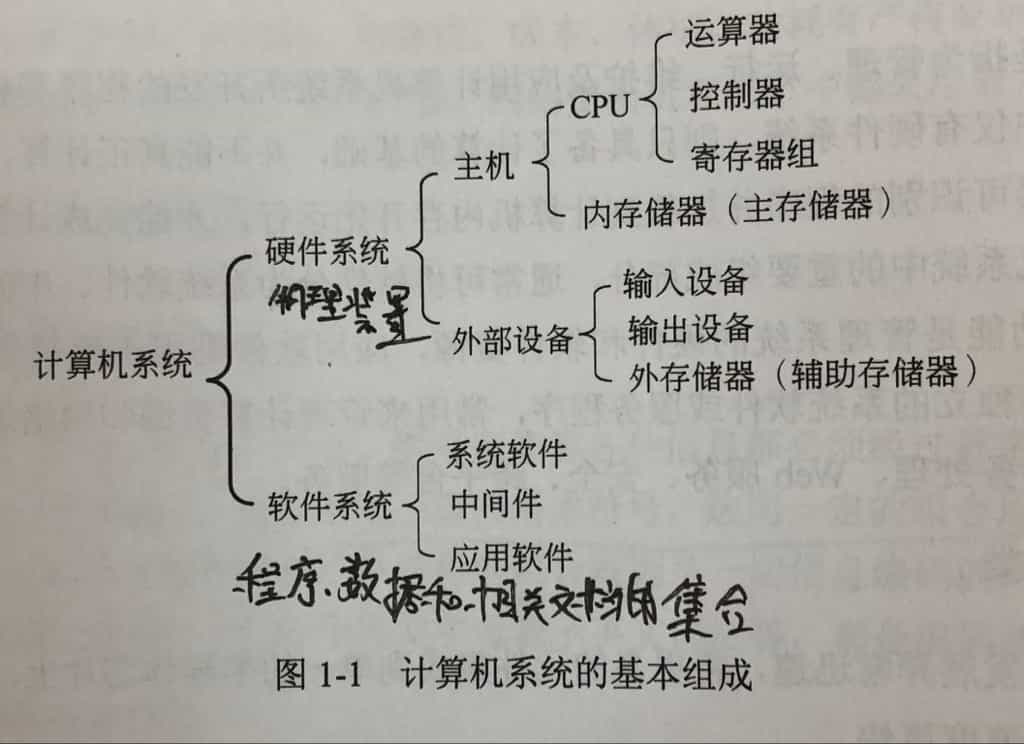 运算器
CPU
控制器
主机
寄存器组
内存储器（主存储器）
硬件系统
物理装置
输入设备
外部设备
输出设备
计算机系统
外存储器（辅助存储器）
系统软件
软件系统
中间件
应用软件
程序、数据和相关文档的集合
图 1-1 计算机系统的基本组成